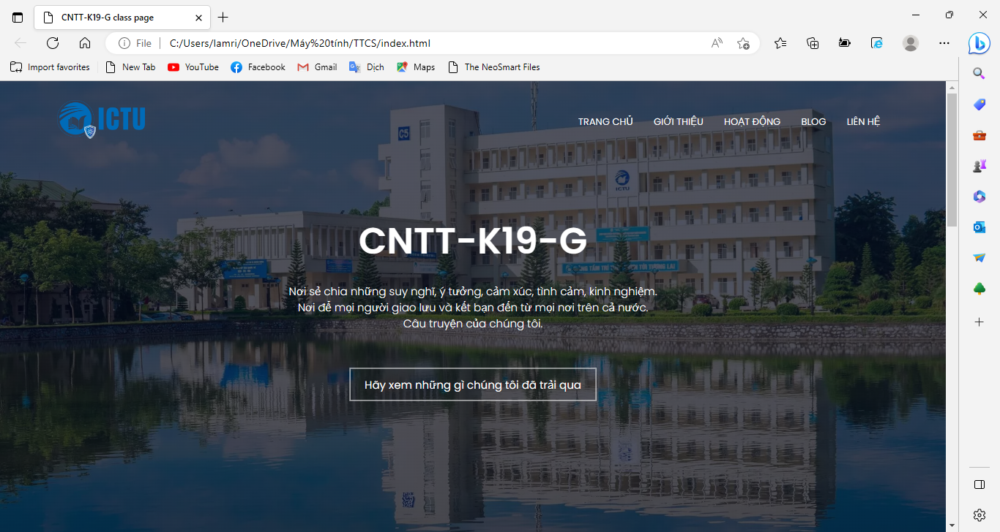 CNTT-K19-G class page
File
C:/Users/lamri/OneDrive/Máy%20tính/TTCS/index.html
Import favorites
New Tab
YouTube
Facebook
Gmail
Dịch
Maps
The NeoSmart Files
ICTU
TRANG CHỦ
GIỚI THIỆU
HOẠT ĐỘNG
BLOG
LIÊN HỆ
C5
ICTU
CNTT-K19-G
Nơi sẻ chia những suy nghĩ, ý tưởng, cảm xúc, tình cảm, kinh nghiệm.
Nơi để mọi người giao lưu và kết bạn đến từ mọi nơi trên cả nước.
Câu truyện của chúng tôi.
Hãy xem những gì chúng tôi đã trải qua